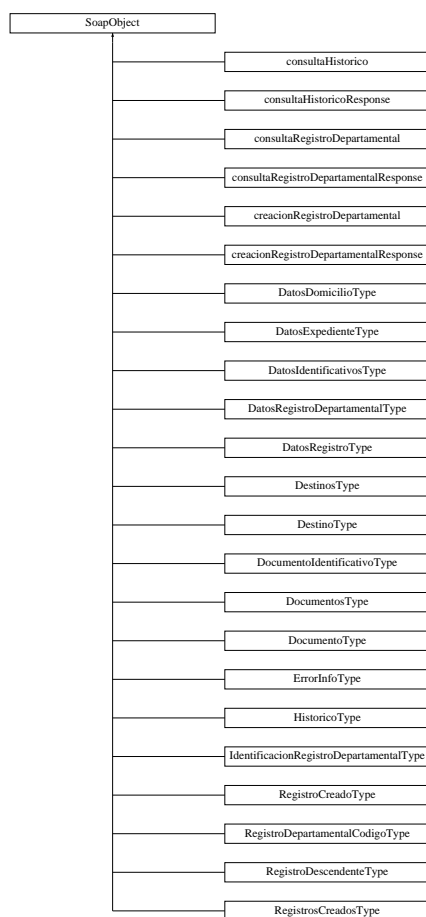 SoapObject
consultaHistorico
consultaHistoricoResponse
consultaRegistroDepartamental
consultaRegistroDepartamentalResponse
creacionRegistroDepartamental
creacionRegistroDepartamentalResponse
DatosDomicilioType
DatosExpedienteType
DatosIdentificativosType
DatosRegistroDepartamentalType
DatosRegistroType
DestinosType
DestinoType
DocumentoIdentificativoType
DocumentosType
DocumentoType
ErrorInfoType
HistoricoType
IdentificacionRegistroDepartamentalType
RegistroCreadoType
RegistroDepartamentalCodigoType
RegistroDescendenteType
RegistrosCreadosType